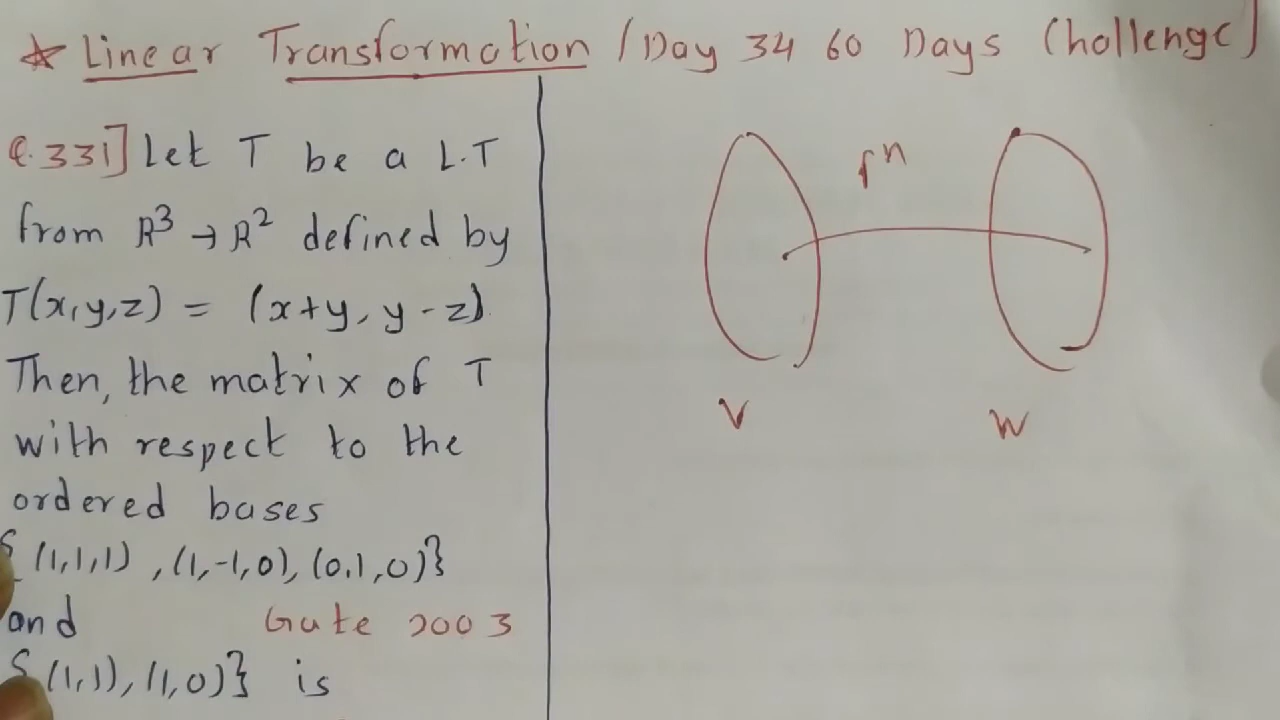 * Linear Transformation / Day 34 60 Days Challenge]
Q.331] Let T be a L.T
from R³ → R² defined by
T(x,y,z) = (x+y, y-z)
Then, the matrix of T
with respect to the
ordered bases
{(1,1,1), (1,-1,0), (0,1,0)}
and Gate 2003
{(1,1), (1,0)} is
V
W